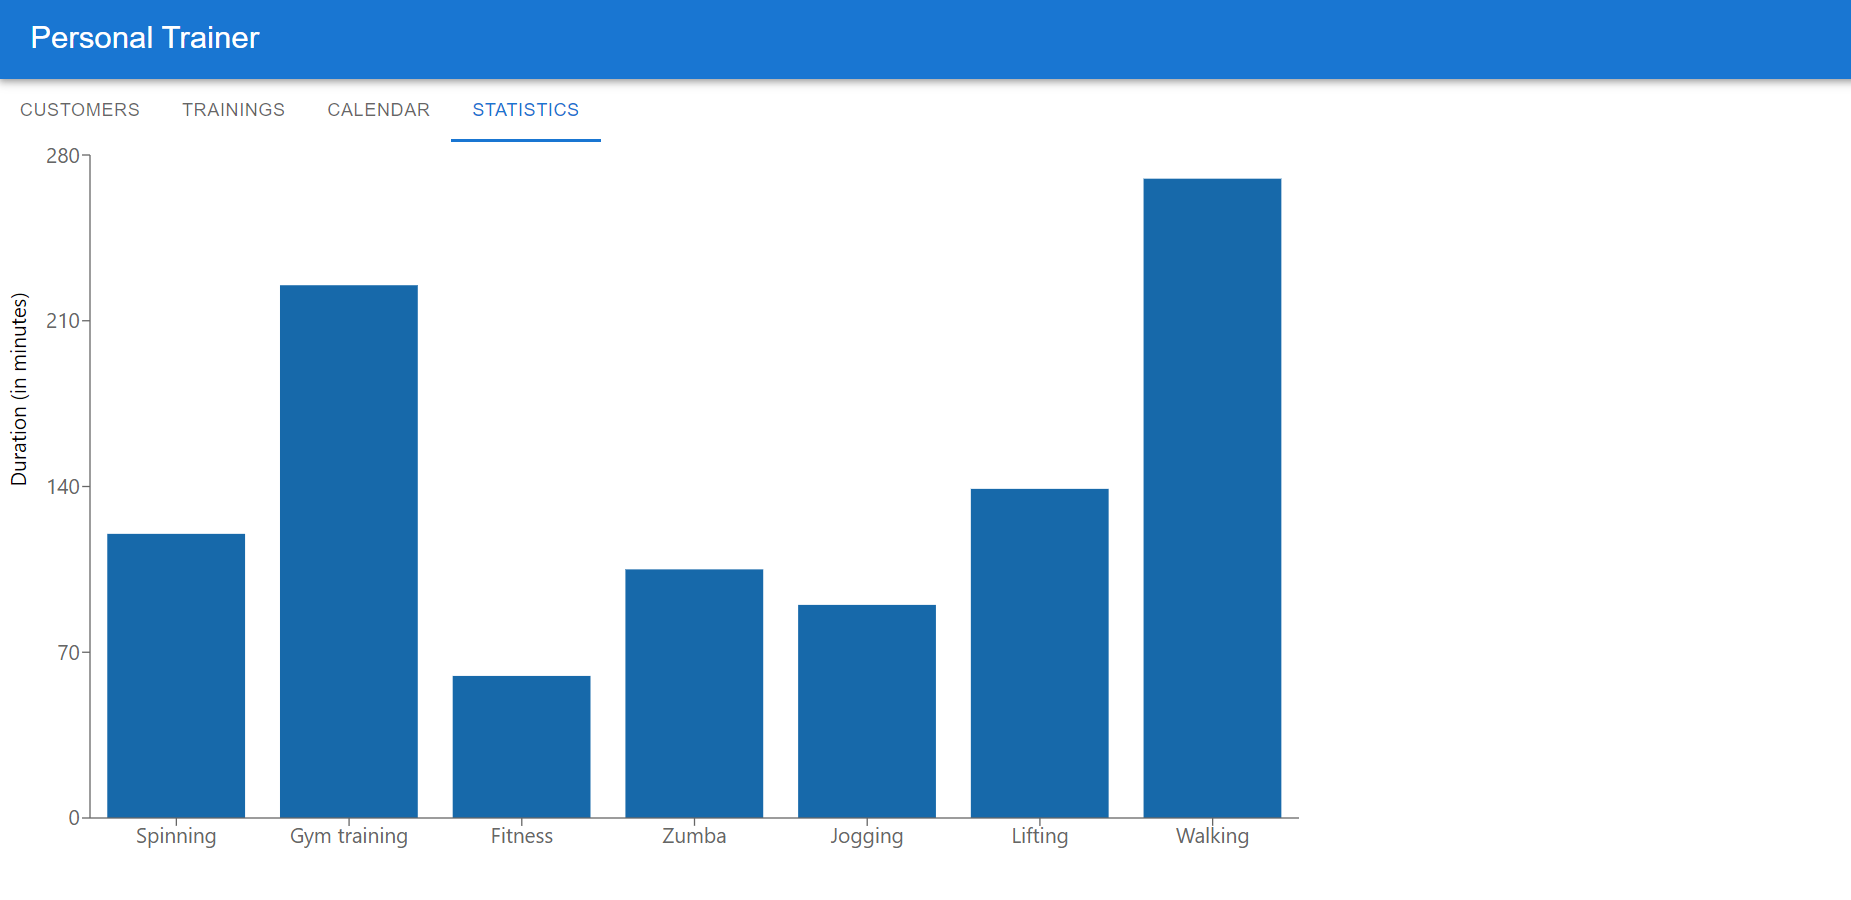 Personal Trainer
CUSTOMERS TRAININGS CALENDAR STATISTICS
Duration (in minutes)
280
210
140
70
0
Spinning Gym training Fitness Zumba Jogging Lifting Walking